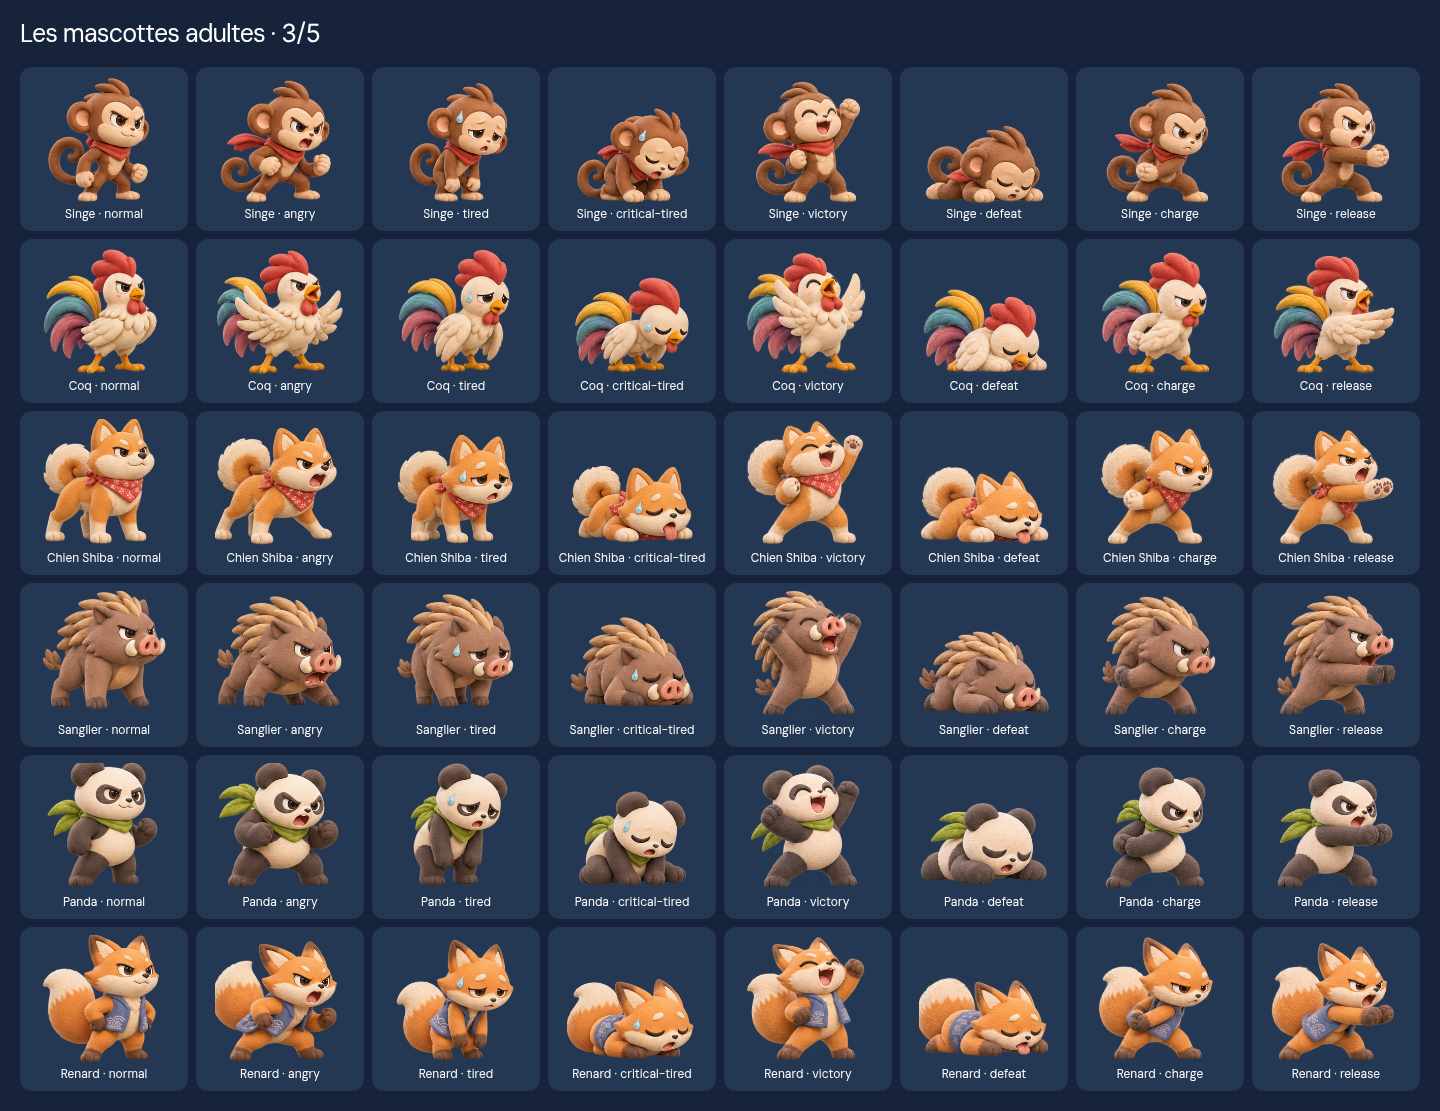 Les mascottes adultes · 3/5
Singe · normal
Singe · angry
Singe · tired
Singe · critical-tired
Singe · victory
Singe · defeat
Singe · charge
Singe · release
Coq · normal
Coq · angry
Coq · tired
Coq · critical-tired
Coq · victory
Coq · defeat
Coq · charge
Coq · release
Chien Shiba · normal
Chien Shiba · angry
Chien Shiba · tired
Chien Shiba · critical-tired
Chien Shiba · victory
Chien Shiba · defeat
Chien Shiba · charge
Chien Shiba · release
Sanglier · normal
Sanglier · angry
Sanglier · tired
Sanglier · critical-tired
Sanglier · victory
Sanglier · defeat
Sanglier · charge
Sanglier · release
Panda · normal
Panda · angry
Panda · tired
Panda · critical-tired
Panda · victory
Panda · defeat
Panda · charge
Panda · release
Renard · normal
Renard · angry
Renard · tired
Renard · critical-tired
Renard · victory
Renard · defeat
Renard · charge
Renard · release